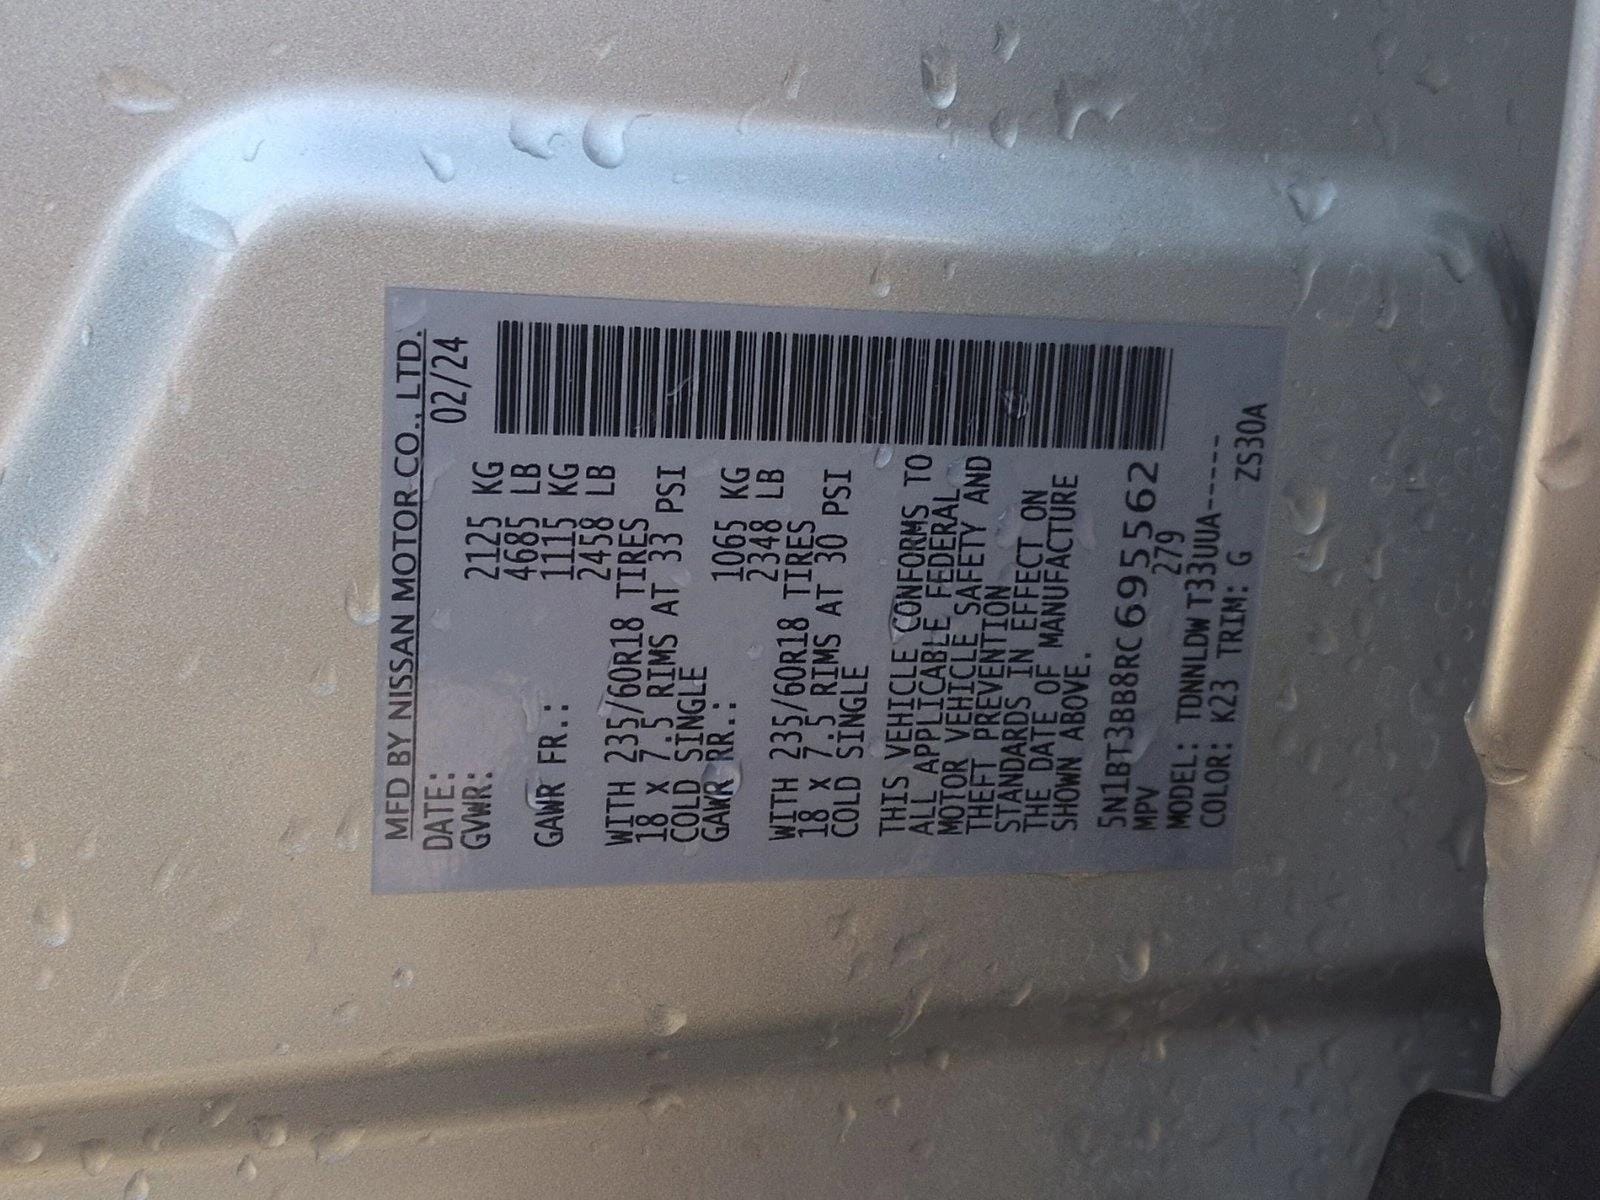 MFD BY NISSAN MOTOR CO., LTD.
DATE: 02/24
GVWR: 2125 KG
4685 LB
GAWR FR.: 1115 KG
2458 LB
WITH 235/60R18 TIRES
18 X 7.5 RIMS AT 33 PSI
COLD SINGLE
GAWR RR.: 1065 KG
2348 LB
WITH 235/60R18 TIRES
18 X 7.5 RIMS AT 30 PSI
COLD SINGLE
THIS VEHICLE CONFORMS TO
ALL APPLICABLE FEDERAL
MOTOR VEHICLE SAFETY AND
THEFT PREVENTION
STANDARDS IN EFFECT ON
THE DATE OF MANUFACTURE
SHOWN ABOVE.
5N1BT3BB8RC695562
MPV 279
MODEL: TDNNLDW T33UUA-----
COLOR: K23 TRIM: G ZS30A